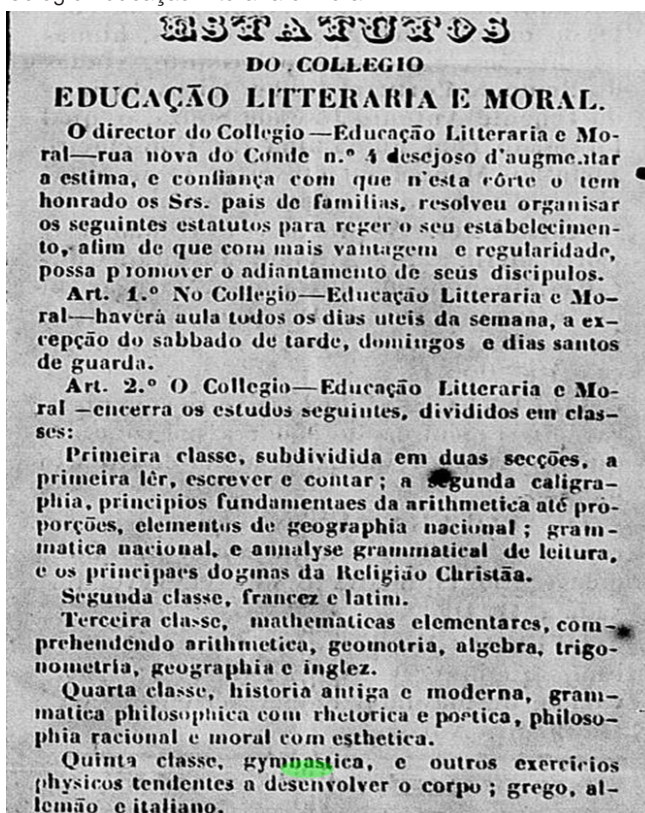 ESTATUTOS
DO COLLEGIO
EDUCAÇÃO LITTERARIA E MORAL.
O director do Collegio—Educação Litteraria e Mo-
ral—rua nova do Conde n.º 4 desejoso d'augmentar
a estima, e confiança com que n'esta côrte o tem
honrado os Srs. pais de familias, resolveu organisar
os seguintes estatutos para reger o seu estabelecimen-
to, afim de que com mais vantagem e regularidade,
possa promover o adiantamento de seus discipulos.
Art. 1.º No Collegio—Educação Litteraria e Mo-
ral—haverá aula todos os dias uteis da semana, a ex-
cepção do sabbado de tarde, domingos e dias santos
de guarda.
Art. 2.º O Collegio—Educação Litteraria e Mo-
ral—encerra os estudos seguintes, divididos em clas-
ses:
Primeira classe, subdividida em duas secções, a
primeira lêr, escrever e contar; a segunda caligra-
phia, principios fundamentaes da arithmetica até pro-
porções, elementos de geographia nacional; gram-
matica nacional, e annalyse grammatical de leitura,
e os principaes dogmas da Religião Christãa.
Segunda classe, francez e latim.
Terceira classe, mathematicas elementares, com-
prehendendo arithmetica, geomotria, algebra, trigo-
nometria, geographia e inglez.
Quarta classe, historia antiga e moderna, gram-
matica philosophica com rhetorica e poetica, philoso-
phia racional e moral com esthetica.
Quinta classe, gymnastica, e outros exercicios
physicos tendentes a desenvolver o corpo; grego, al-
lemão e italiano.